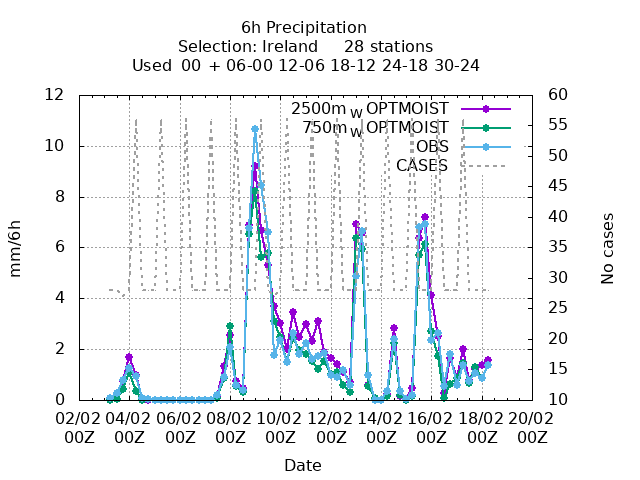 6h Precipitation
Selection: Ireland 28 stations
Used 00 + 06-00 12-06 18-12 24-18 30-24
12 60
2500m w OPTMOIST
55
750m w OPTMOIST
10 OBS 50
CASES
45
8
40
6 35
mm/6h No cases
30
4
25
20
2
15
0 10
02/02 04/02 06/02 08/02 10/02 12/02 14/02 16/02 18/02 20/02
00Z 00Z 00Z 00Z 00Z 00Z 00Z 00Z 00Z 00Z
Date